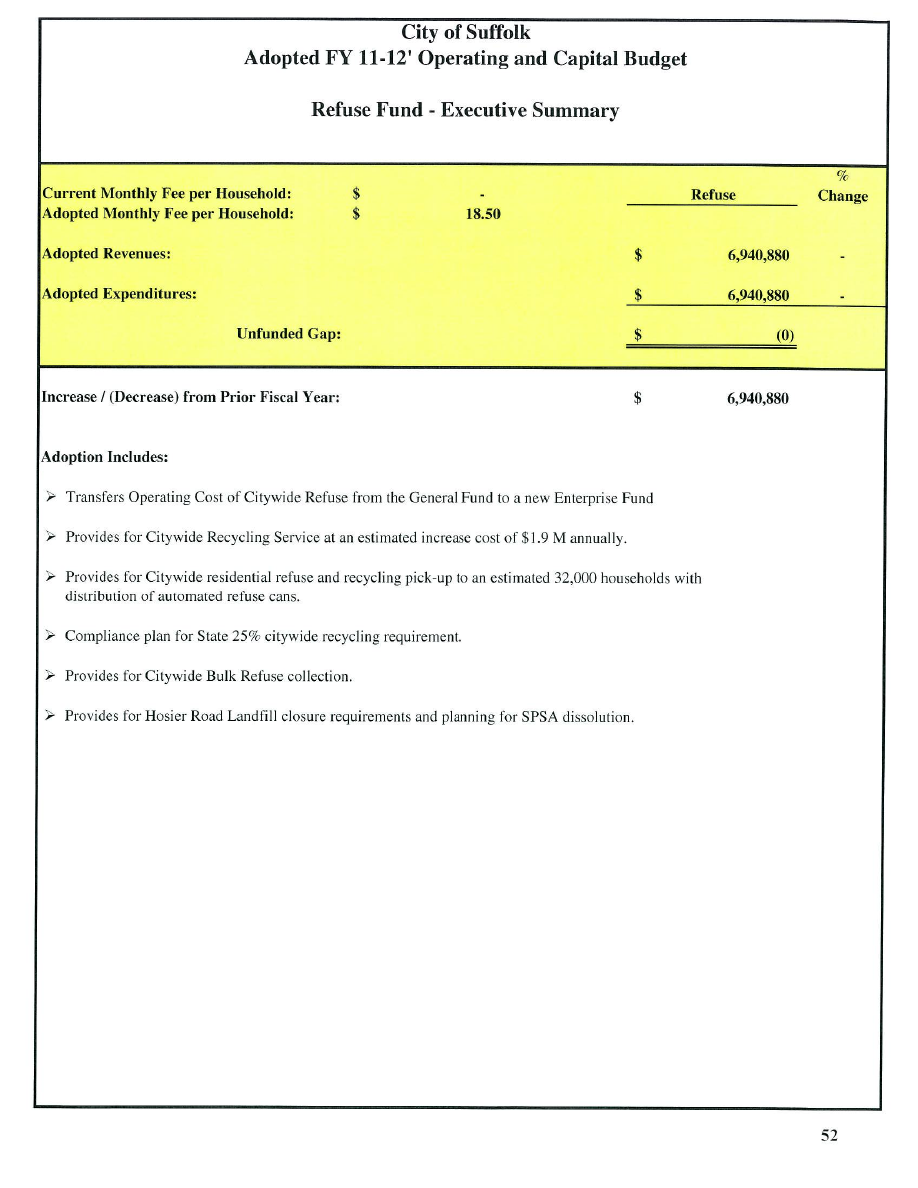 City of Suffolk
Adopted FY 11-12' Operating and Capital Budget
Refuse Fund - Executive Summary
%
Current Monthly Fee per Household: $ - Refuse Change
Adopted Monthly Fee per Household: $ 18.50
Adopted Revenues: $ 6,940,880 -
Adopted Expenditures: $ 6,940,880 -
Unfunded Gap: $ (0)
Increase / (Decrease) from Prior Fiscal Year: $ 6,940,880
Adoption Includes:
➢ Transfers Operating Cost of Citywide Refuse from the General Fund to a new Enterprise Fund
➢ Provides for Citywide Recycling Service at an estimated increase cost of $1.9 M annually.
➢ Provides for Citywide residential refuse and recycling pick-up to an estimated 32,000 households with
distribution of automated refuse cans.
➢ Compliance plan for State 25% citywide recycling requirement.
➢ Provides for Citywide Bulk Refuse collection.
➢ Provides for Hosier Road Landfill closure requirements and planning for SPSA dissolution.
52